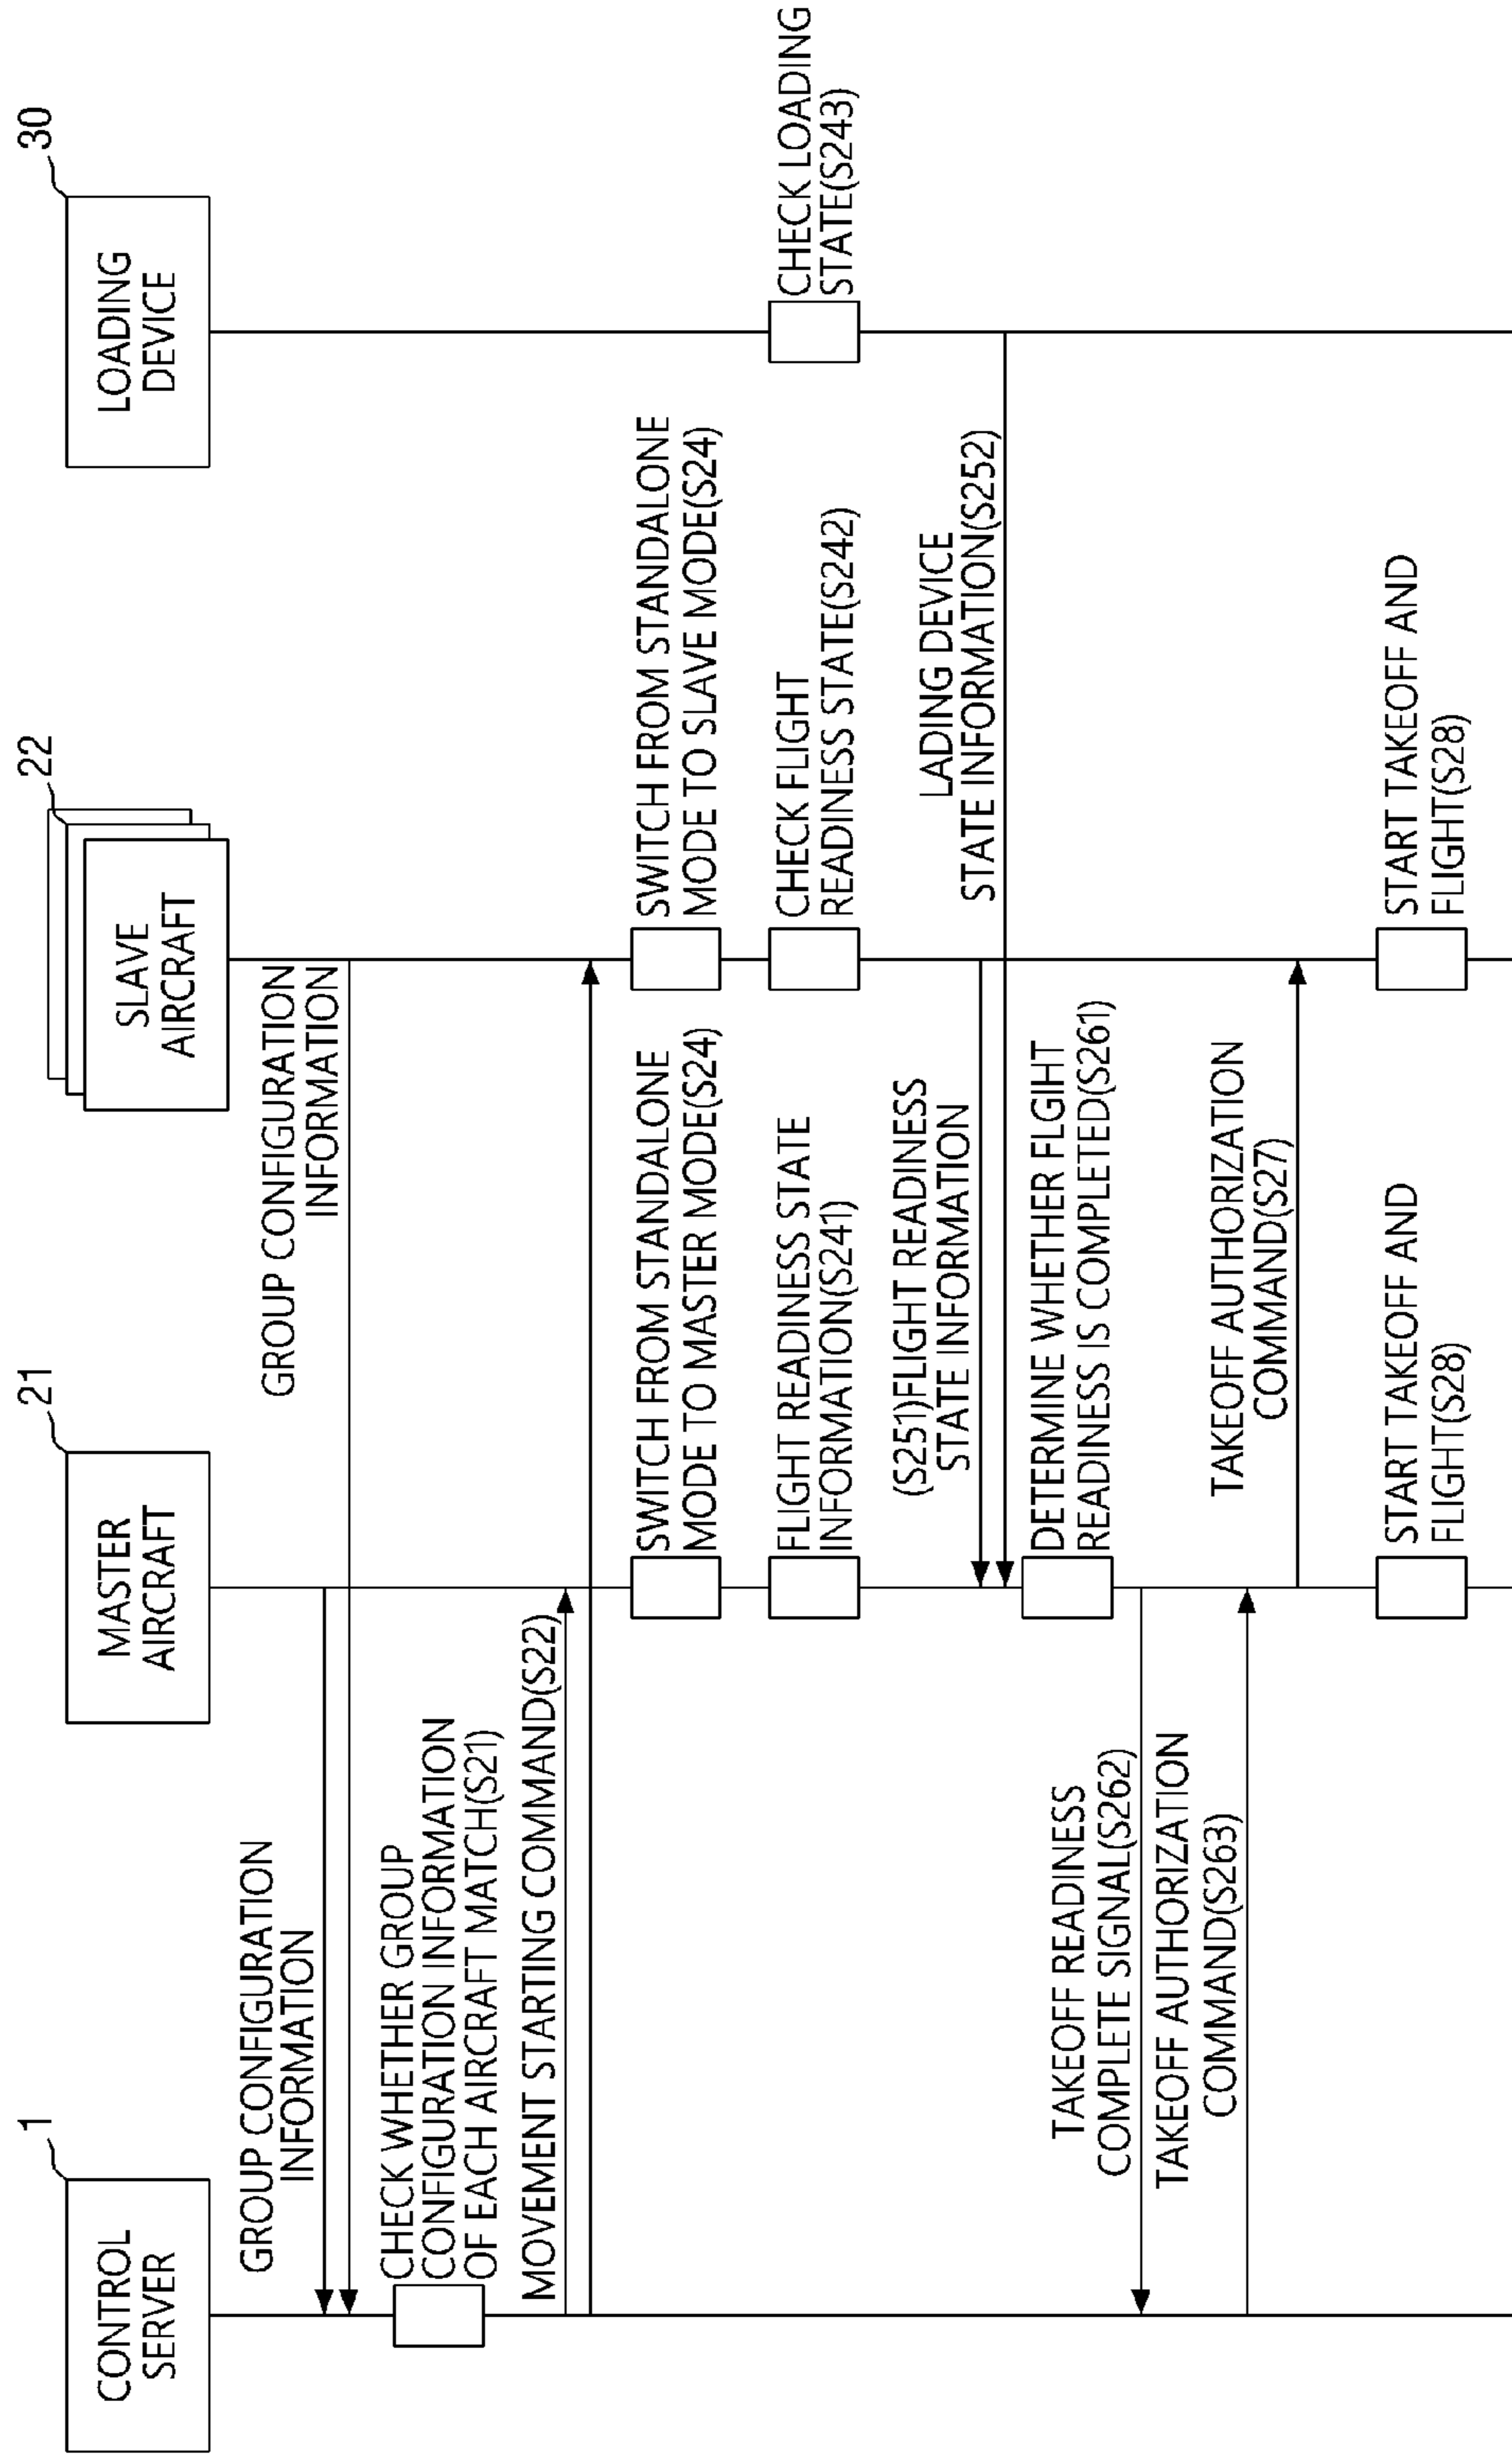 1
21
22
30
CONTROL
SERVER
MASTER
AIRCRAFT
SLAVE
AIRCRAFT
LOADING
DEVICE
GROUP CONFIGURATION
INFORMATION
GROUP CONFIGURATION
INFORMATION
CHECK WHETHER GROUP
CONFIGURATION INFORMATION
OF EACH AIRCRAFT MATCH(S21)
MOVEMENT STARTING COMMAND(S22)
SWITCH FROM STANDALONE
MODE TO MASTER MODE(S24)
SWITCH FROM STANDALONE
MODE TO SLAVE MODE(S24)
FLIGHT READINESS STATE
INFORMATION(S241)
CHECK FLIGHT
READINESS STATE(S242)
CHECK LOADING
STATE(S243)
(S251)FLIGHT READINESS
STATE INFORMATION
LADING DEVICE
STATE INFORMATION(S252)
DETERMINE WHETHER FLGIHT
READINESS IS COMPLETED(S261)
TAKEOFF READINESS
COMPLETE SIGNAL(S262)
TAKEOFF AUTHORIZATION
COMMAND(S263)
TAKEOFF AUTHORIZATION
COMMAND(S27)
START TAKEOFF AND
FLIGHT(S28)
START TAKEOFF AND
FLIGHT(S28)